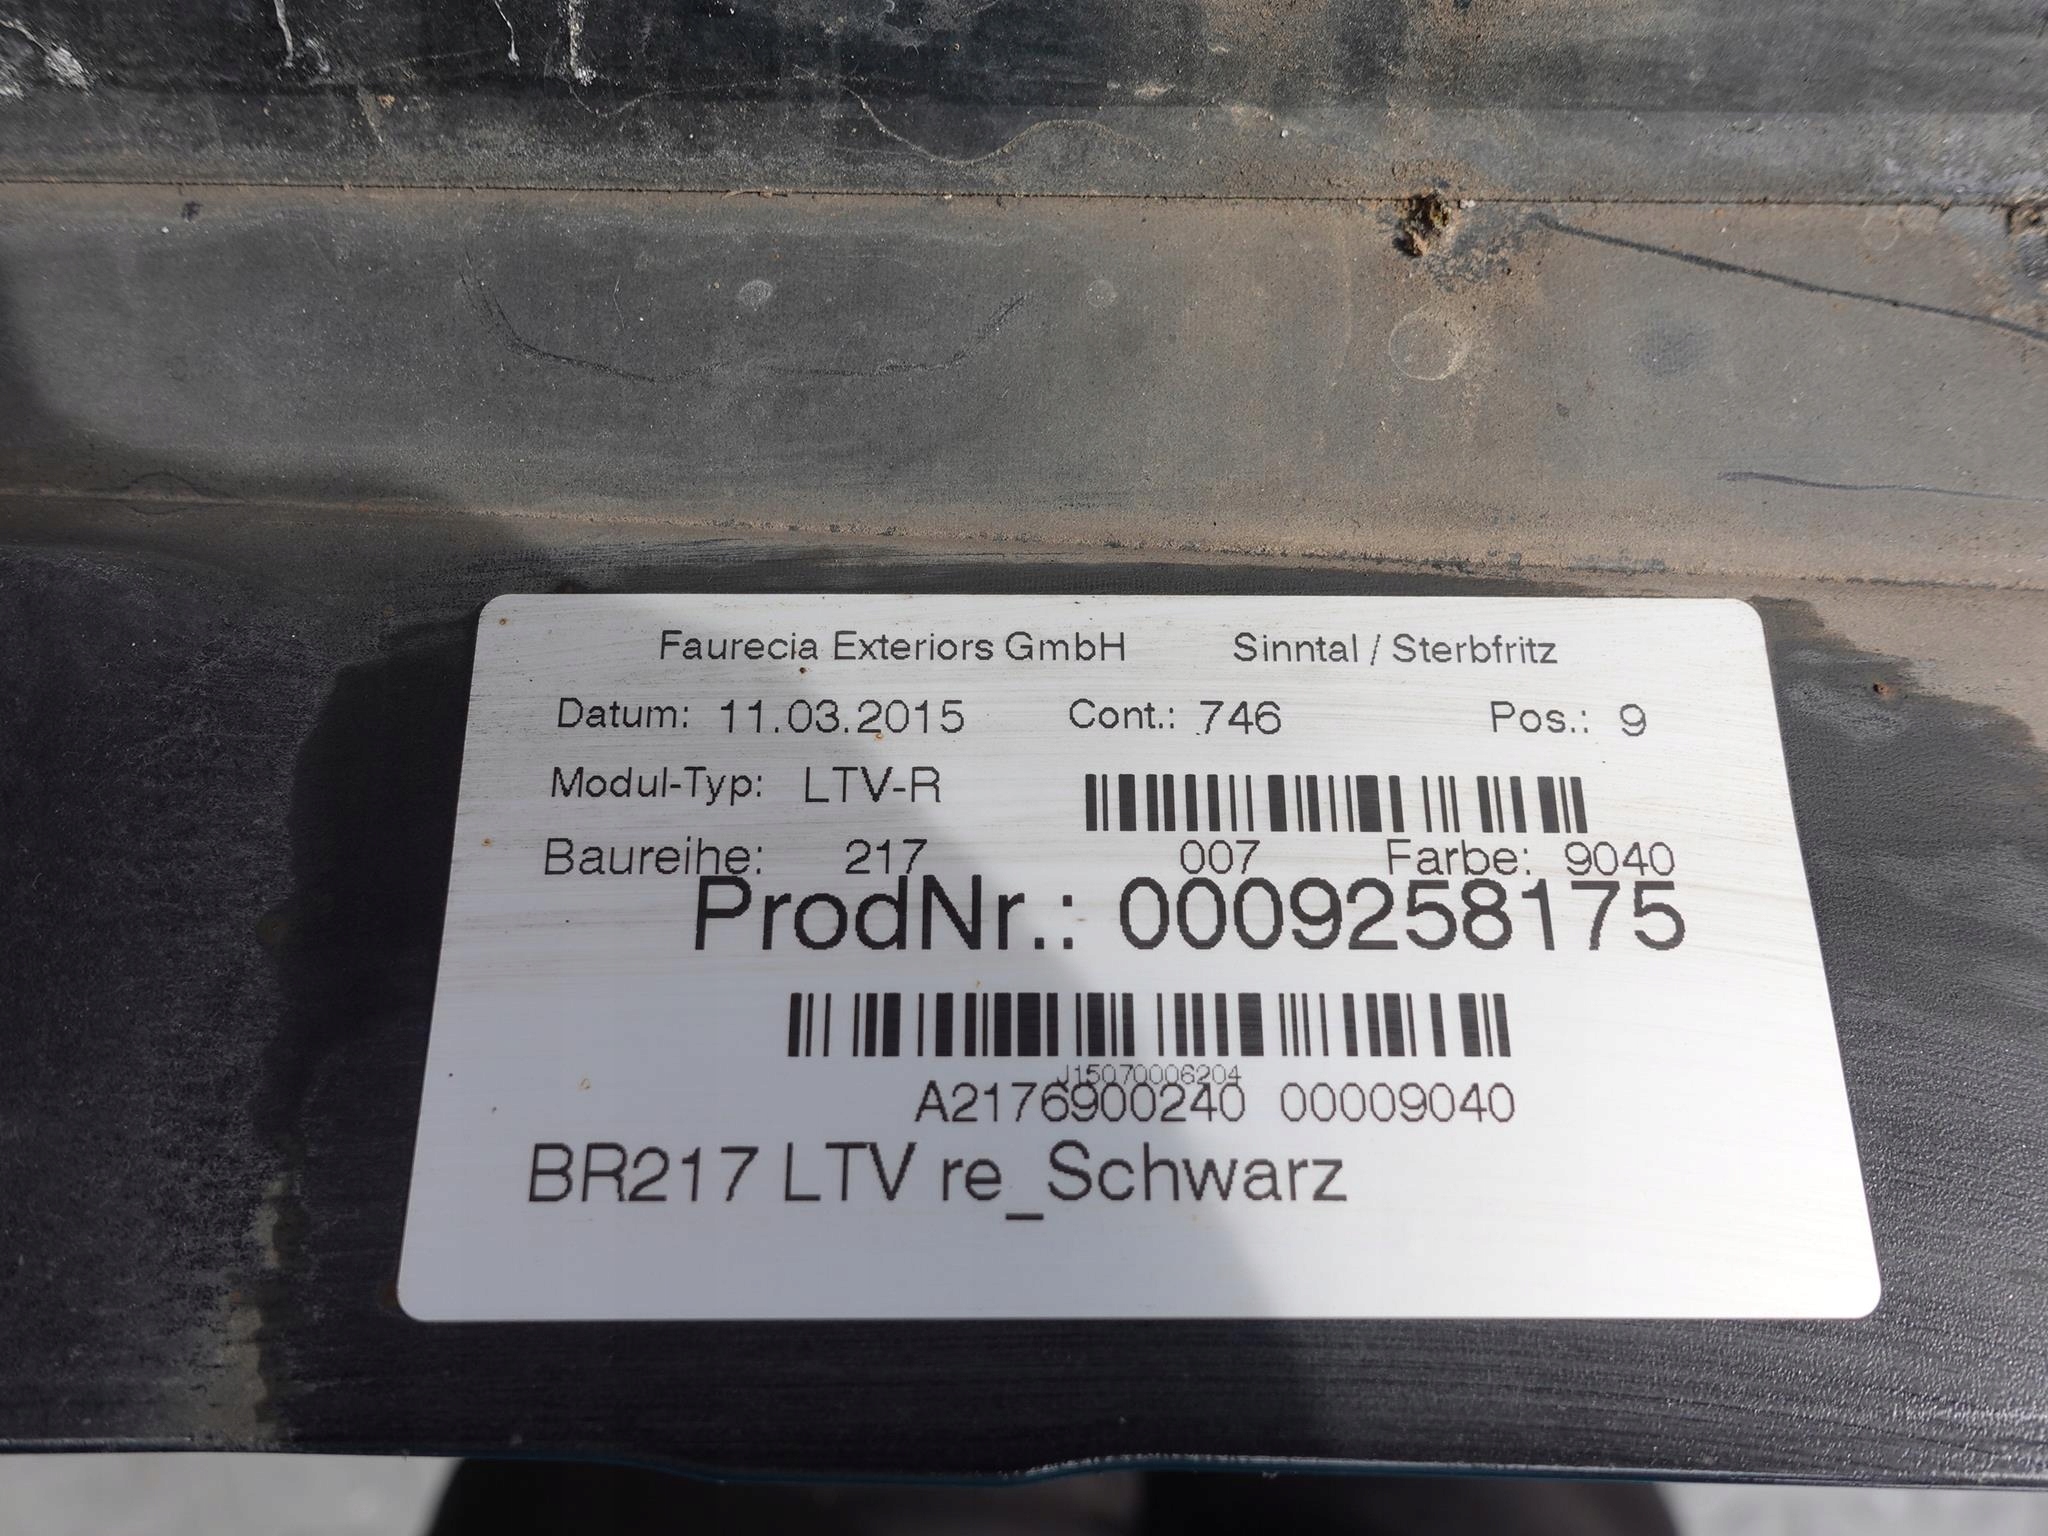 Faurecia Exteriors GmbH Sinntal / Sterbfritz
Datum: 11.03.2015 Cont.: 746 Pos.: 9
Modul-Typ: LTV-R
Baureihe: 217 007 Farbe: 9040
ProdNr.: 0009258175
J15070006204
A2176900240 00009040
BR217 LTV re_Schwarz